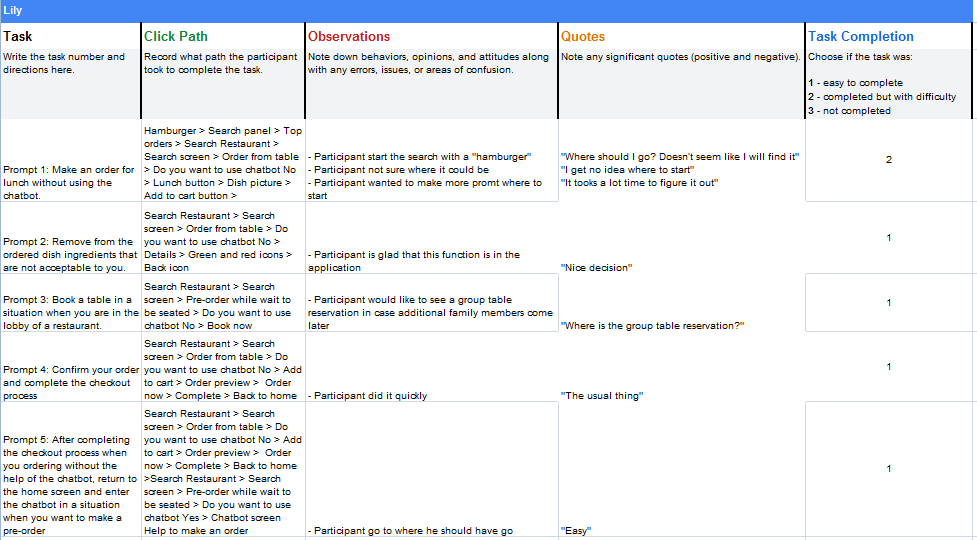 Lily
Task
Click Path
Observations
Quotes
Task Completion
Write the task number and
directions here.
Record what path the participant
took to complete the task.
Note down behaviors, opinions, and attitudes along
with any errors, issues, or areas of confusion.
Note any significant quotes (positive and negative).
Choose if the task was:
1 - easy to complete
2 - completed but with difficulty
3 - not completed
Prompt 1: Make an order for
lunch without using the
chatbot.
Hamburger > Search panel > Top
orders > Search Restaurant >
Search screen > Order from table
> Do you want to use chatbot No
> Lunch button > Dish picture >
Add to cart button >
- Participant start the search with a "hamburger"
- Participant not sure where it could be
- Participant wanted to make more promt where to
start
"Where should I go? Doesn't seem like I will find it"
"I get no idea where to start"
"It tooks a lot time to figure it out"
2
Prompt 2: Remove from the
ordered dish ingredients that
are not acceptable to you.
Search Restaurant > Search
screen > Order from table > Do
you want to use chatbot No >
Details > Green and red icons >
Back icon
- Participant is glad that this function is in the
application
"Nice decision"
1
Prompt 3: Book a table in a
situation when you are in the
lobby of a restaurant.
Search Restaurant > Search
screen > Pre-order while wait to
be seated > Do you want to use
chatbot No > Book now
- Participant would like to see a group table
reservation in case additional family members come
later
"Where is the group table reservation?"
1
Prompt 4: Confirm your order
and complete the checkout
process
Search Restaurant > Search
screen > Order from table > Do
you want to use chatbot No > Add
to cart > Order preview > Order
now > Complete > Back to home
- Participant did it quickly
"The usual thing"
1
Prompt 5: After completing
the checkout process when
you ordering without the
help of the chatbot, return to
the home screen and enter
the chatbot in a situation
when you want to make a
pre-order
Search Restaurant > Search
screen > Order from table > Do
you want to use chatbot No > Add
to cart > Order preview > Order
now > Complete > Back to home
>Search Restaurant > Search
screen > Pre-order while wait to
be seated > Do you want to use
chatbot Yes > Chatbot screen
Help to make an order
- Participant go to where he should have go
"Easy"
1